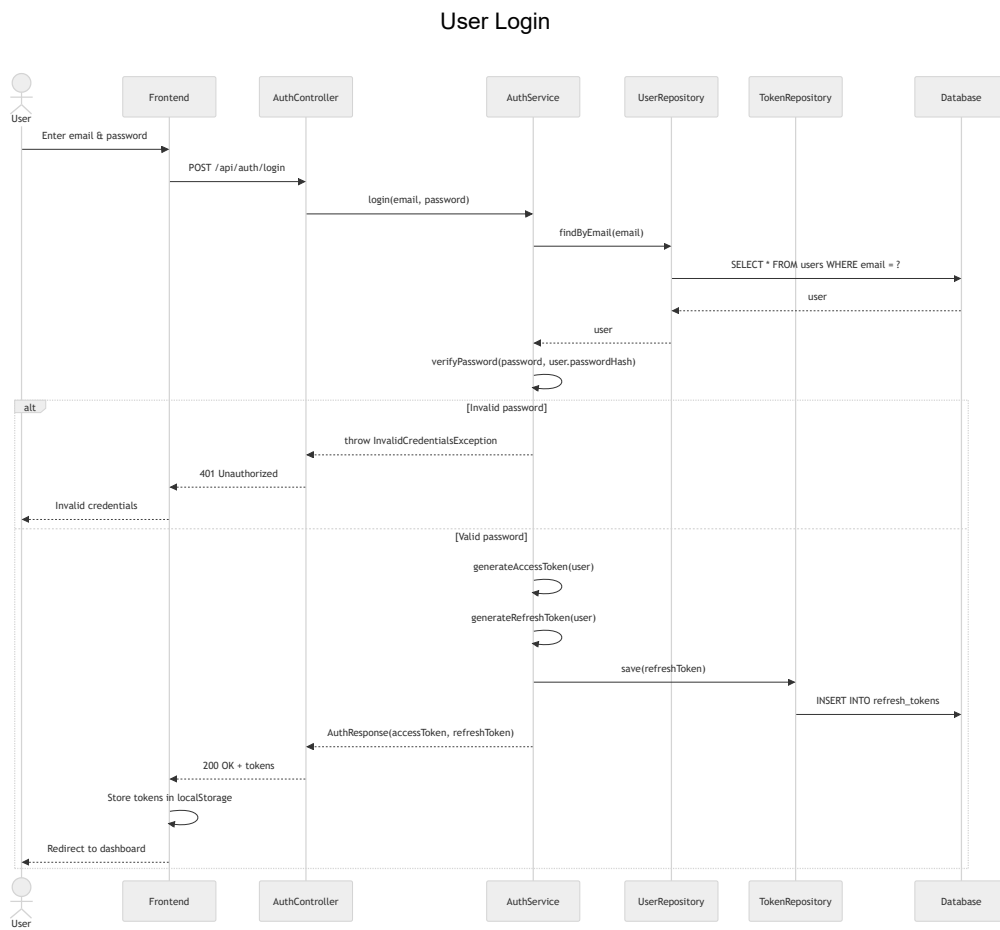 User Login
User
Frontend
AuthController
AuthService
UserRepository
TokenRepository
Database
Enter email & password
POST /api/auth/login
login(email, password)
findByEmail(email)
SELECT * FROM users WHERE email = ?
user
user
verifyPassword(password, user.passwordHash)
alt
[Invalid password]
throw InvalidCredentialsException
401 Unauthorized
Invalid credentials
[Valid password]
generateAccessToken(user)
generateRefreshToken(user)
save(refreshToken)
INSERT INTO refresh_tokens
AuthResponse(accessToken, refreshToken)
200 OK + tokens
Store tokens in localStorage
Redirect to dashboard
User
Frontend
AuthController
AuthService
UserRepository
TokenRepository
Database